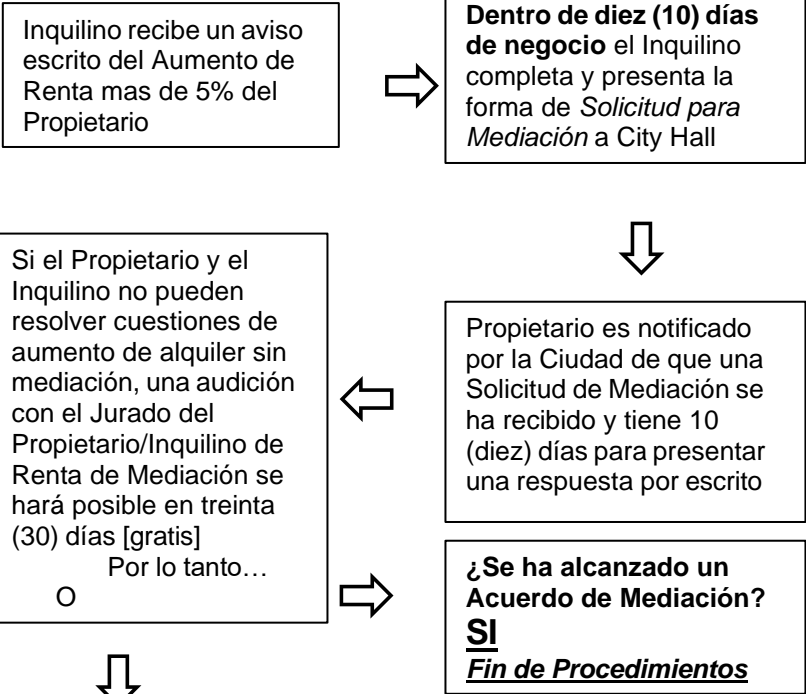 Inquilino recibe un aviso
escrito del Aumento de
Renta mas de 5% del
Propietario
Dentro de diez (10) días
de negocio el Inquilino
completa y presenta la
forma de Solicitud para
Mediación a City Hall
Propietario es notificado
por la Ciudad de que una
Solicitud de Mediación se
ha recibido y tiene 10
(diez) días para presentar
una respuesta por escrito
Si el Propietario y el
Inquilino no pueden
resolver cuestiones de
aumento de alquiler sin
mediación, una audición
con el Jurado del
Propietario/Inquilino de
Renta de Mediación se
hará posible en treinta
(30) días [gratis]
Por lo tanto…
O
¿Se ha alcanzado un
Acuerdo de Mediación?
SI
Fin de Procedimientos